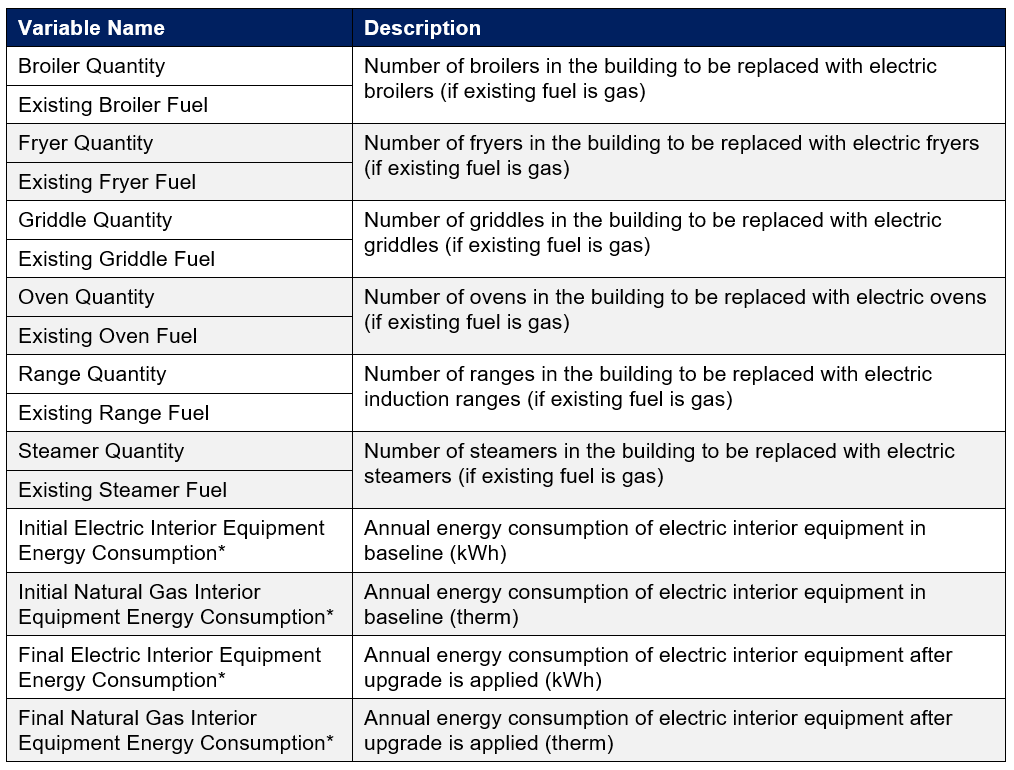 Variable Name
Description
Broiler Quantity
Existing Broiler Fuel
Number of broilers in the building to be replaced with electric
broilers (if existing fuel is gas)
Fryer Quantity
Existing Fryer Fuel
Number of fryers in the building to be replaced with electric fryers
(if existing fuel is gas)
Griddle Quantity
Existing Griddle Fuel
Number of griddles in the building to be replaced with electric
griddles (if existing fuel is gas)
Oven Quantity
Existing Oven Fuel
Number of ovens in the building to be replaced with electric ovens
(if existing fuel is gas)
Range Quantity
Existing Range Fuel
Number of ranges in the building to be replaced with electric
induction ranges (if existing fuel is gas)
Steamer Quantity
Existing Steamer Fuel
Number of steamers in the building to be replaced with electric
steamers (if existing fuel is gas)
Initial Electric Interior Equipment
Energy Consumption*
Annual energy consumption of electric interior equipment in
baseline (kWh)
Initial Natural Gas Interior
Equipment Energy Consumption*
Annual energy consumption of electric interior equipment in
baseline (therm)
Final Electric Interior Equipment
Energy Consumption*
Annual energy consumption of electric interior equipment after
upgrade is applied (kWh)
Final Natural Gas Interior
Equipment Energy Consumption*
Annual energy consumption of electric interior equipment after
upgrade is applied (therm)